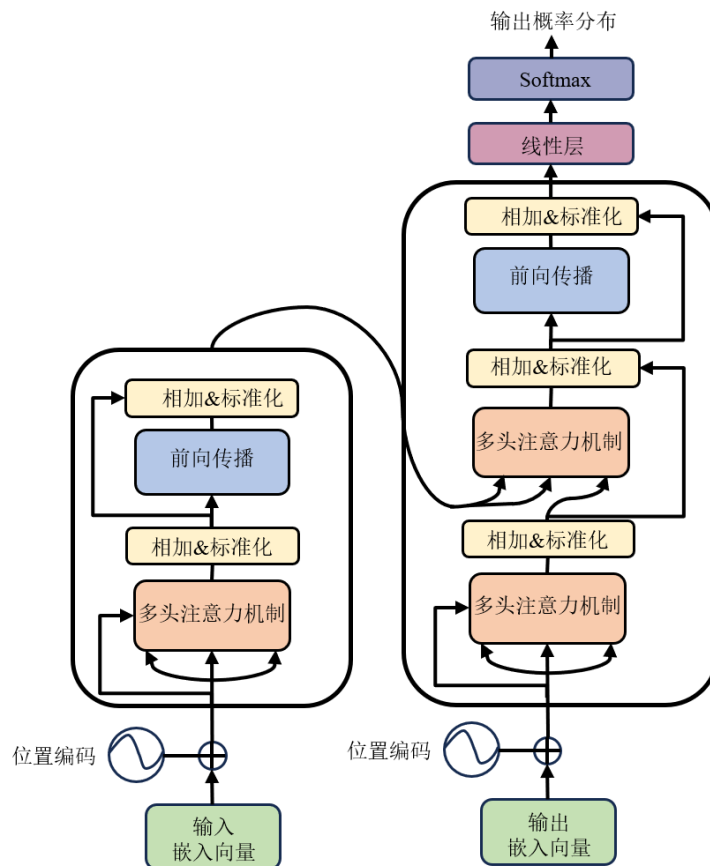 输出概率分布
Softmax
线性层
相加&标准化
前向传播
相加&标准化
多头注意力机制
相加&标准化
多头注意力机制
相加&标准化
前向传播
相加&标准化
多头注意力机制
位置编码
位置编码
输入
嵌入向量
输出
嵌入向量